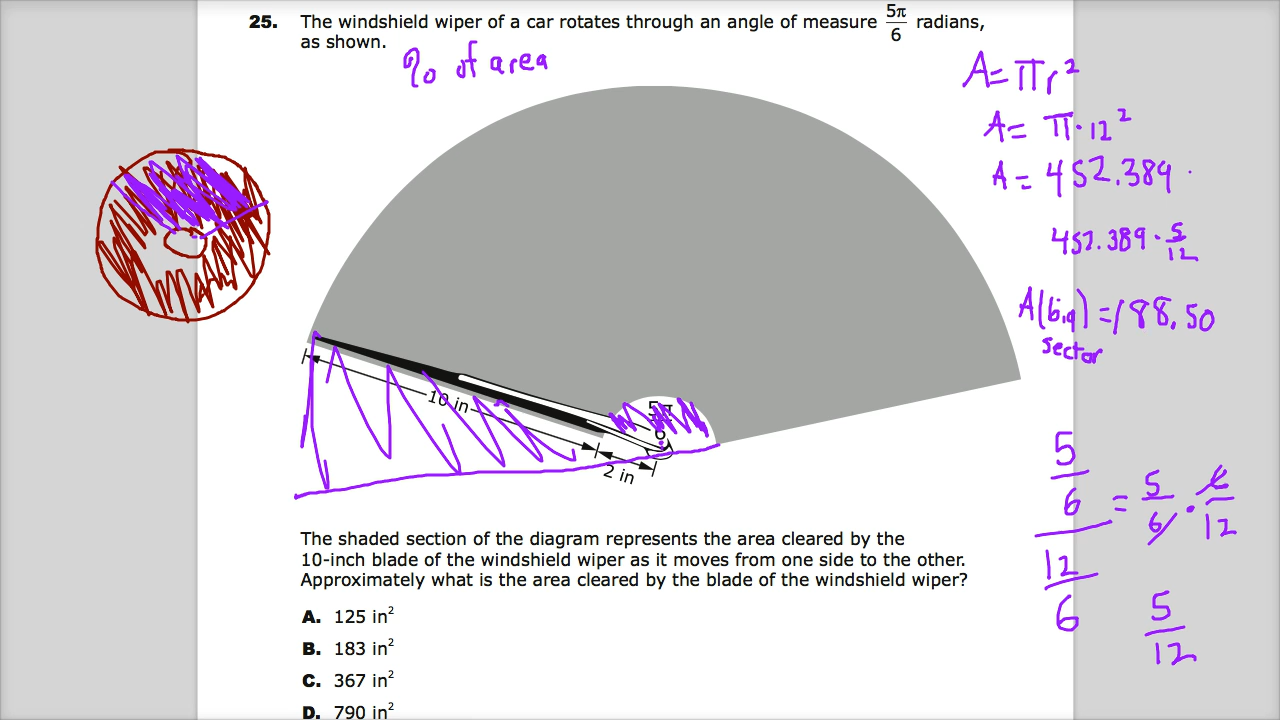 25. The windshield wiper of a car rotates through an angle of measure 5π/6 radians,
as shown.
% of area
A=πr²
A= π·12²
A= 452.389
452.389·5/12
A(big)=188.50
sector
10 in
5π
6
2 in
5/6
12/6
= 5/6 · 6/12
5/12
The shaded section of the diagram represents the area cleared by the
10-inch blade of the windshield wiper as it moves from one side to the other.
Approximately what is the area cleared by the blade of the windshield wiper?
A. 125 in²
B. 183 in²
C. 367 in²
D. 790 in²